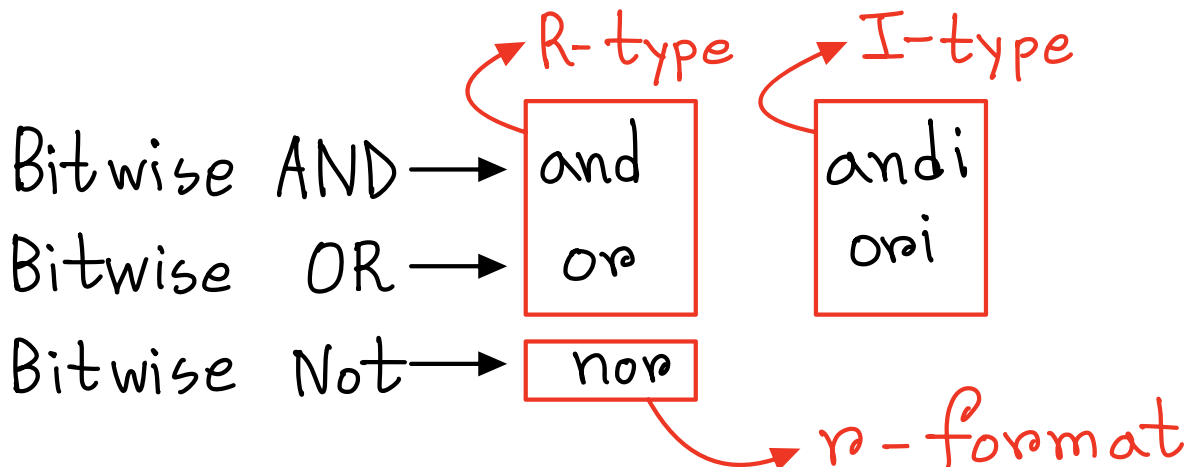 R-type I-type
Bitwise AND and andi
Bitwise OR or ori
Bitwise Not nor
r-format